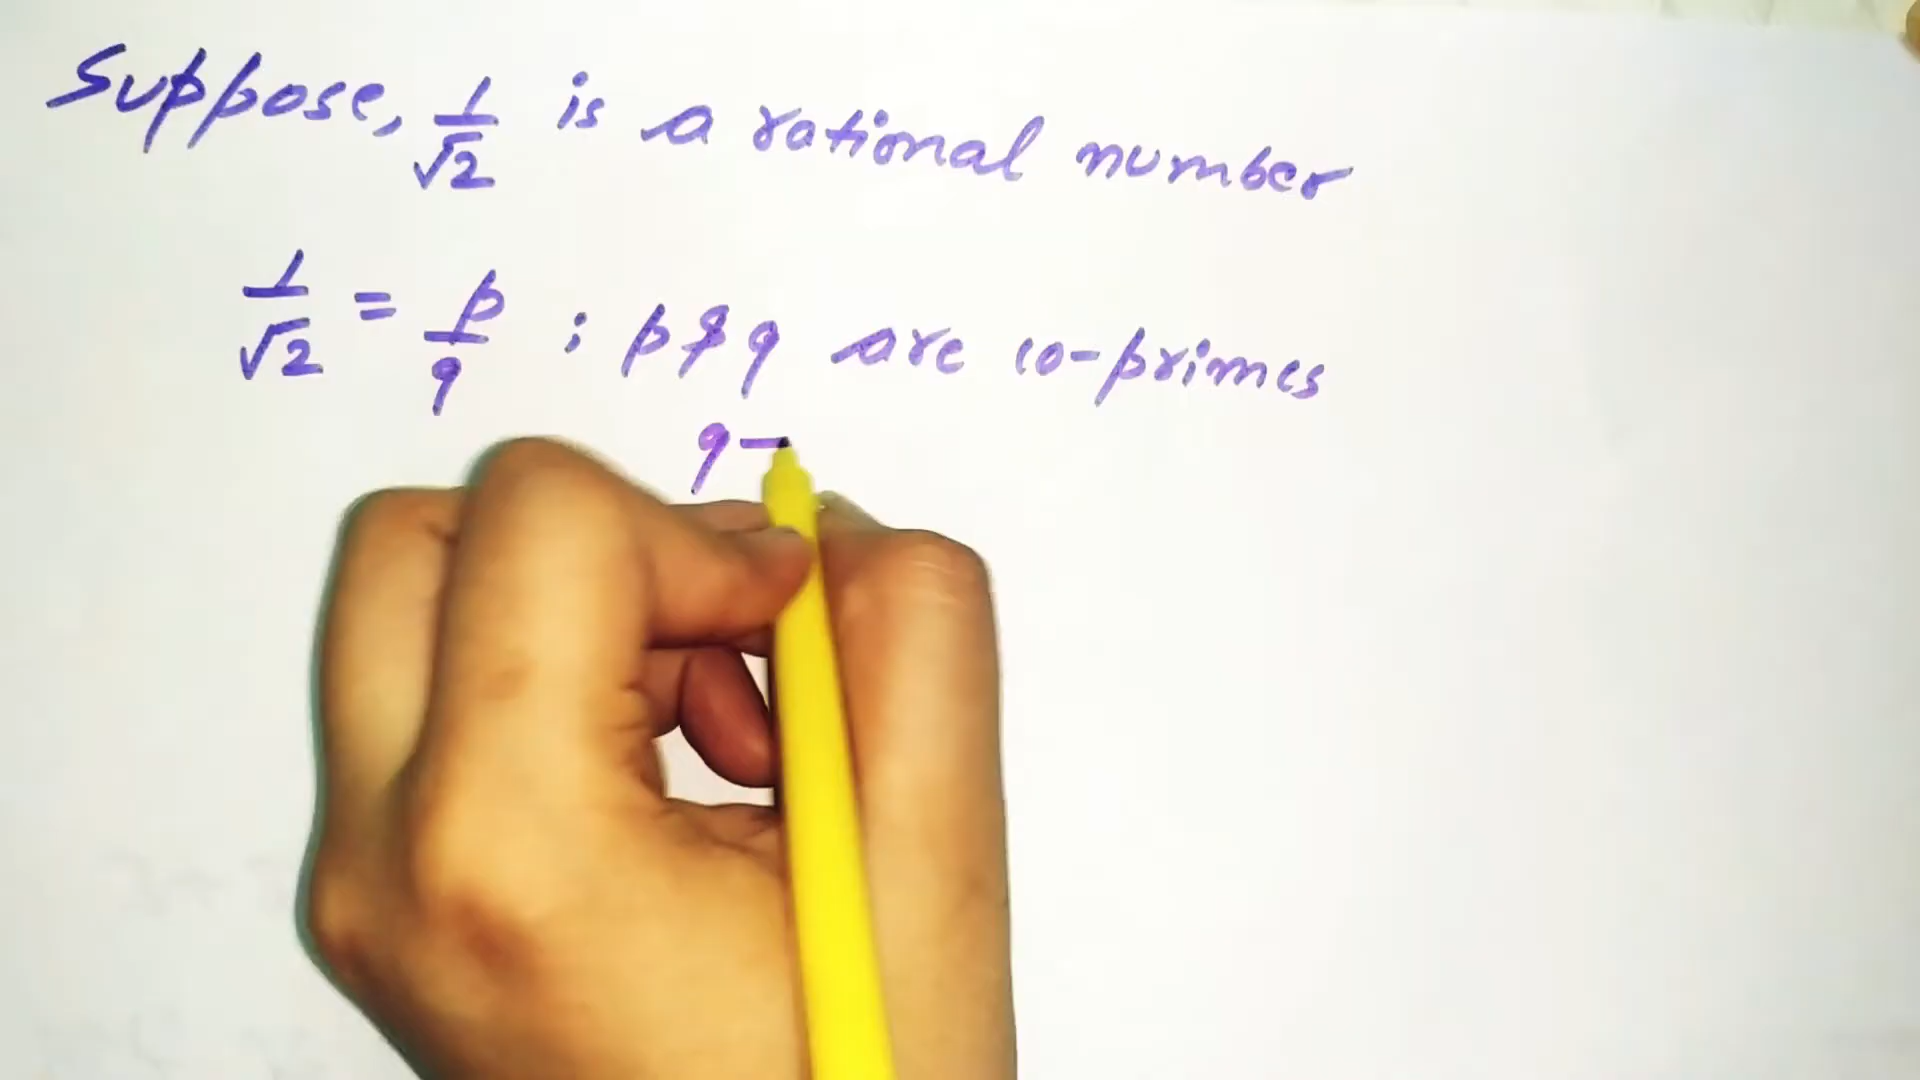 Suppose, 1/√2 is a rational number
1/√2 = p/q ; p & q are co-primes
q –